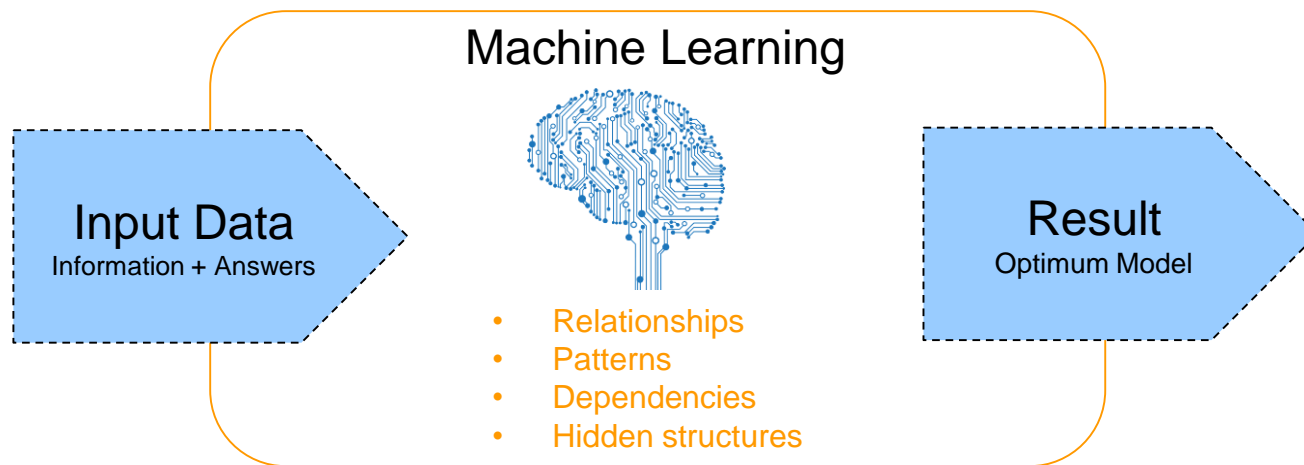 Machine Learning
Input Data
Information + Answers
• Relationships
• Patterns
• Dependencies
• Hidden structures
Result
Optimum Model